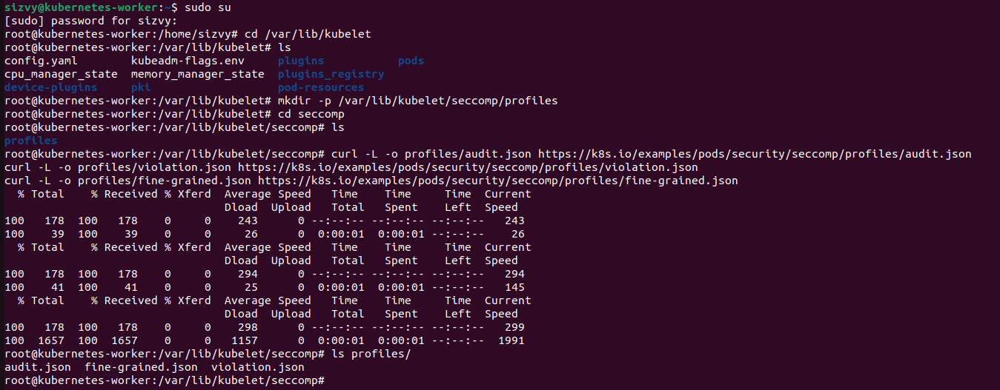 sizvy@kubernetes-worker:~$ sudo su
[sudo] password for sizvy:
root@kubernetes-worker:/home/sizvy# cd /var/lib/kubelet
root@kubernetes-worker:/var/lib/kubelet# ls
config.yaml        kubeadm-flags.env     plugins           pods
cpu_manager_state  memory_manager_state  plugins_registry
device-plugins     pki                   pod-resources
root@kubernetes-worker:/var/lib/kubelet# mkdir -p /var/lib/kubelet/seccomp/profiles
root@kubernetes-worker:/var/lib/kubelet# cd seccomp
root@kubernetes-worker:/var/lib/kubelet/seccomp# ls
profiles
root@kubernetes-worker:/var/lib/kubelet/seccomp# curl -L -o profiles/audit.json https://k8s.io/examples/pods/security/seccomp/profiles/audit.json
curl -L -o profiles/violation.json https://k8s.io/examples/pods/security/seccomp/profiles/violation.json
curl -L -o profiles/fine-grained.json https://k8s.io/examples/pods/security/seccomp/profiles/fine-grained.json
  % Total    % Received % Xferd  Average Speed   Time    Time     Time  Current
                                 Dload  Upload   Total   Spent    Left  Speed
100   178  100   178    0     0    243      0 --:--:-- --:--:-- --:--:--   243
100    39  100    39    0     0     26      0  0:00:01  0:00:01 --:--:--    26
  % Total    % Received % Xferd  Average Speed   Time    Time     Time  Current
                                 Dload  Upload   Total   Spent    Left  Speed
100   178  100   178    0     0    294      0 --:--:-- --:--:-- --:--:--   294
100    41  100    41    0     0     25      0  0:00:01  0:00:01 --:--:--   145
  % Total    % Received % Xferd  Average Speed   Time    Time     Time  Current
                                 Dload  Upload   Total   Spent    Left  Speed
100   178  100   178    0     0    298      0 --:--:-- --:--:-- --:--:--   299
100  1657  100  1657    0     0   1157      0  0:00:01  0:00:01 --:--:--  1991
root@kubernetes-worker:/var/lib/kubelet/seccomp# ls profiles/
audit.json  fine-grained.json  violation.json
root@kubernetes-worker:/var/lib/kubelet/seccomp#